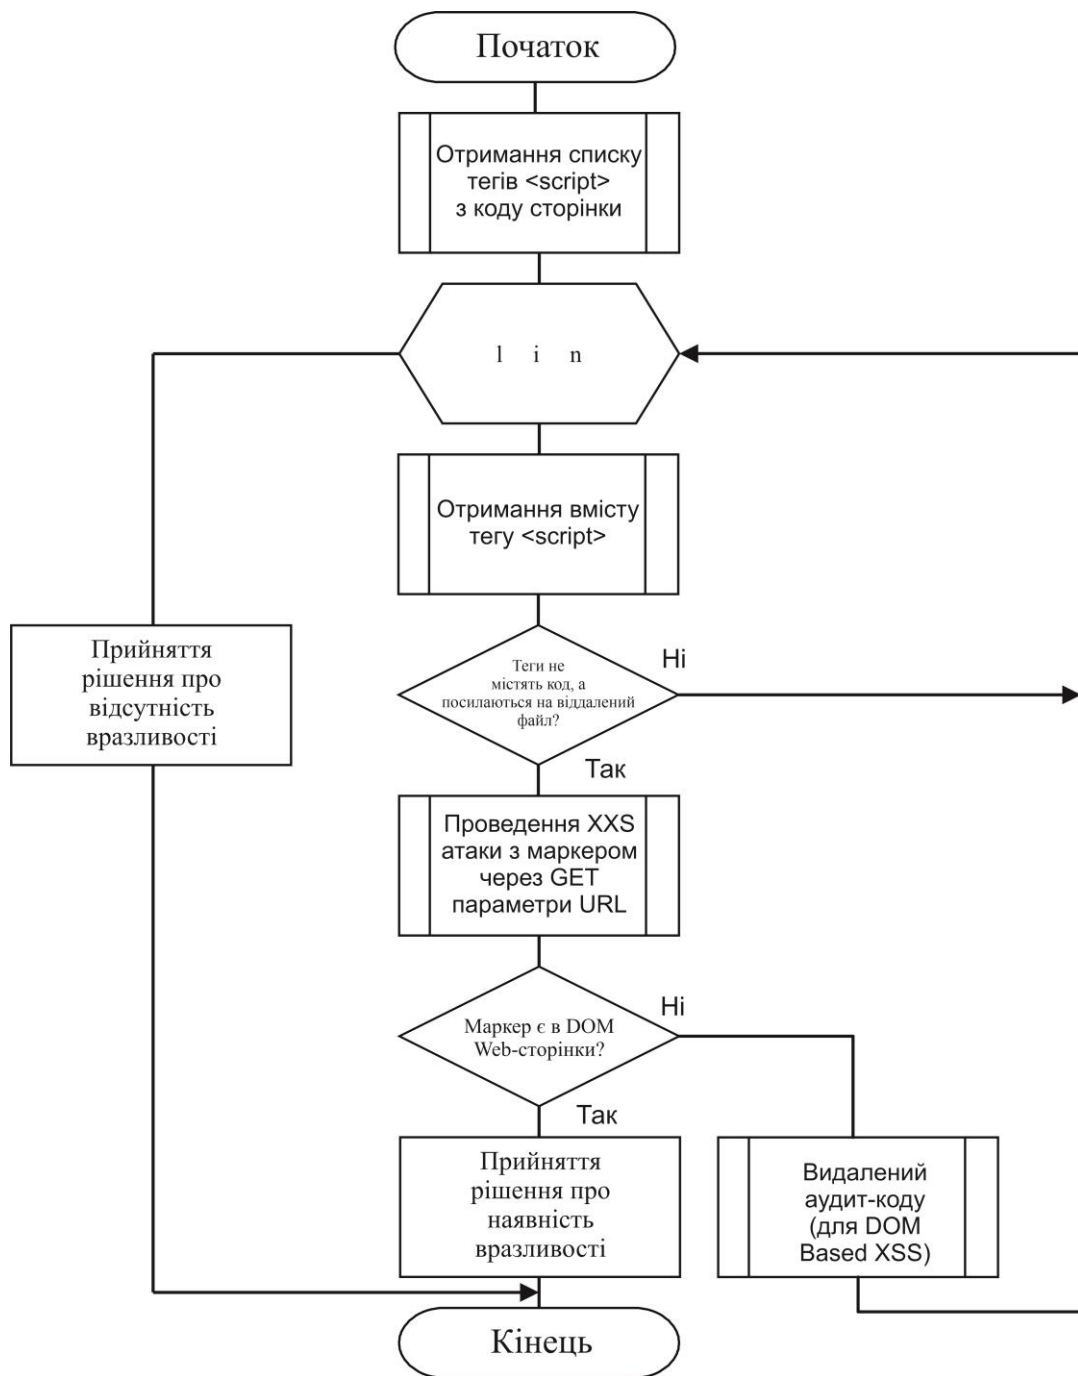 Початок
Отримання списку
тегів <script>
з коду сторінки
l i n
Отримання вмісту
тегу <script>
Прийняття
рішення про
відсутність
вразливості
Теги не
містять код, а
посилаються на віддалений
файл?
Ні
Так
Проведення XXS
атаки з маркером
через GET
параметри URL
Маркер є в DOM
Web-сторінки?
Ні
Так
Прийняття
рішення про
наявність
вразливості
Видалений
аудит-коду
(для DOM
Based XSS)
Кінець